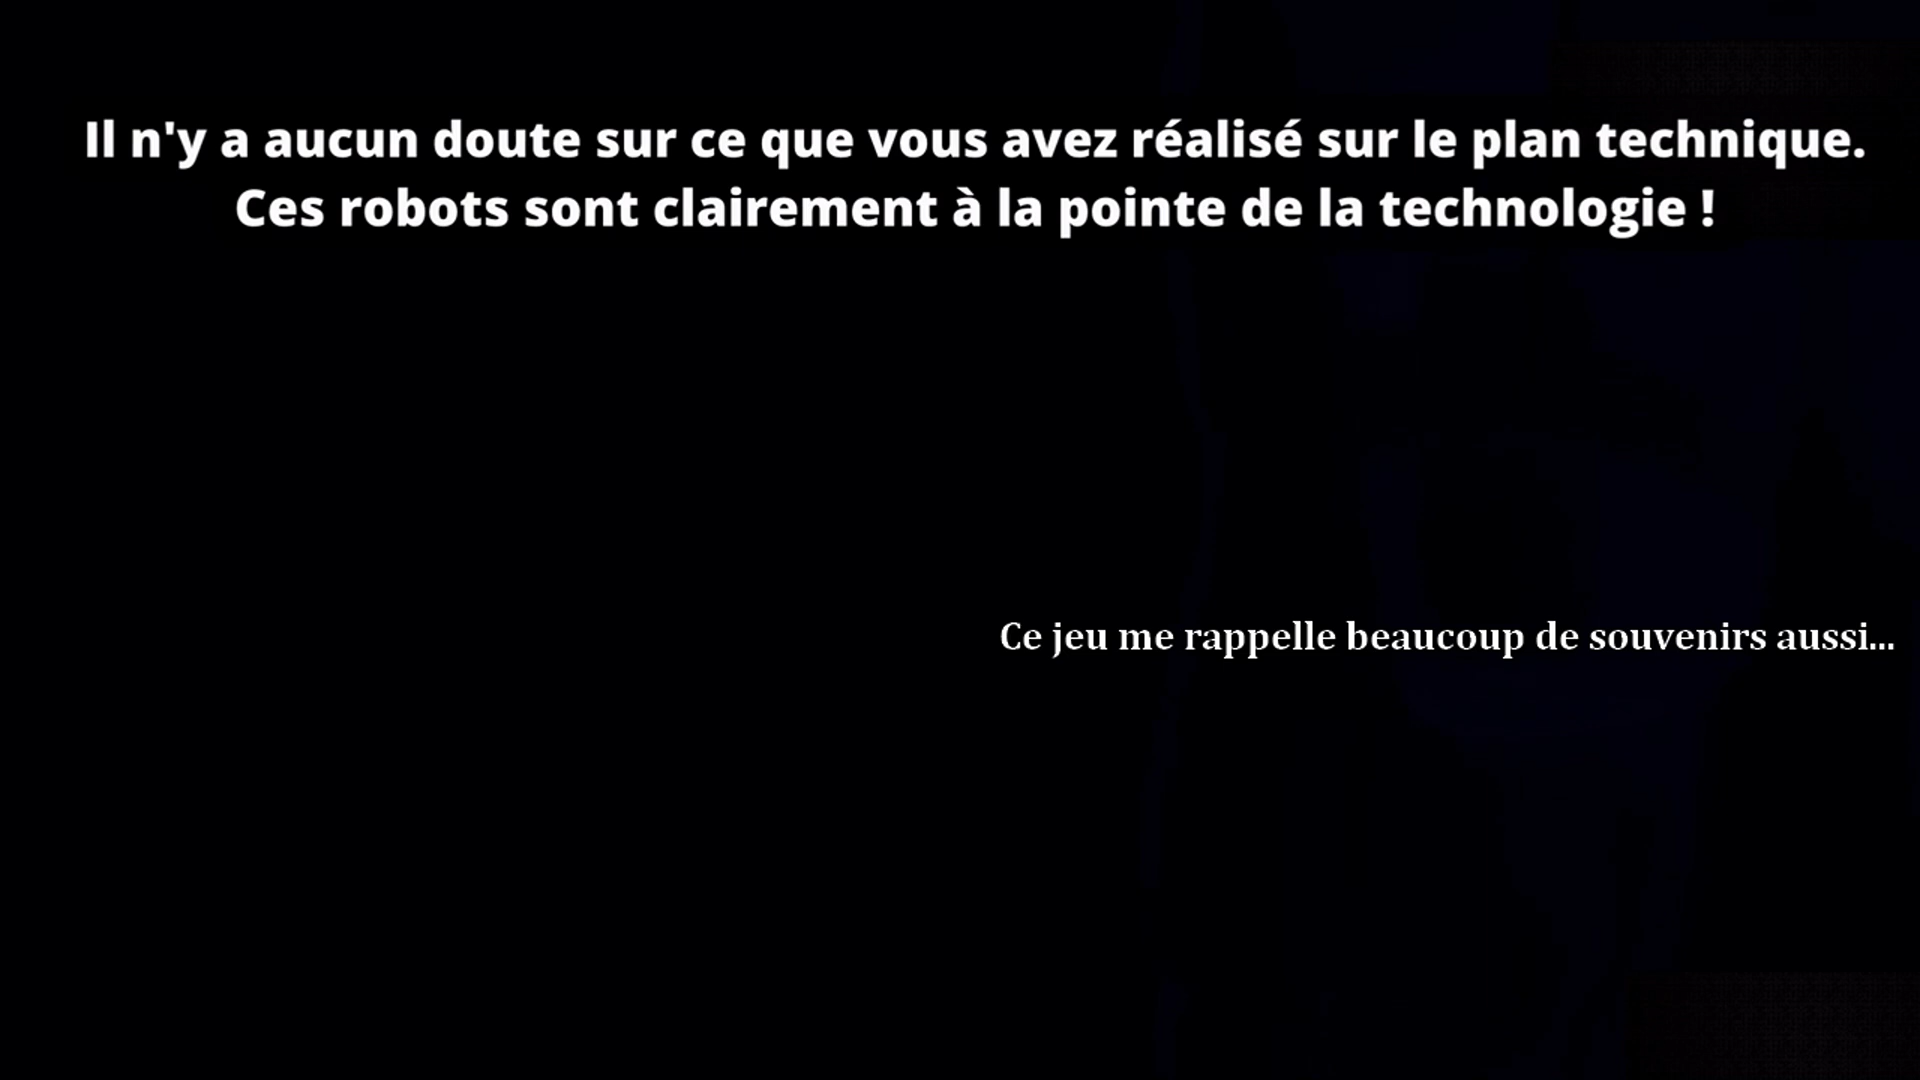 Il n'y a aucun doute sur ce que vous avez réalisé sur le plan technique.
Ces robots sont clairement à la pointe de la technologie !
Ce jeu me rappelle beaucoup de souvenirs aussi...